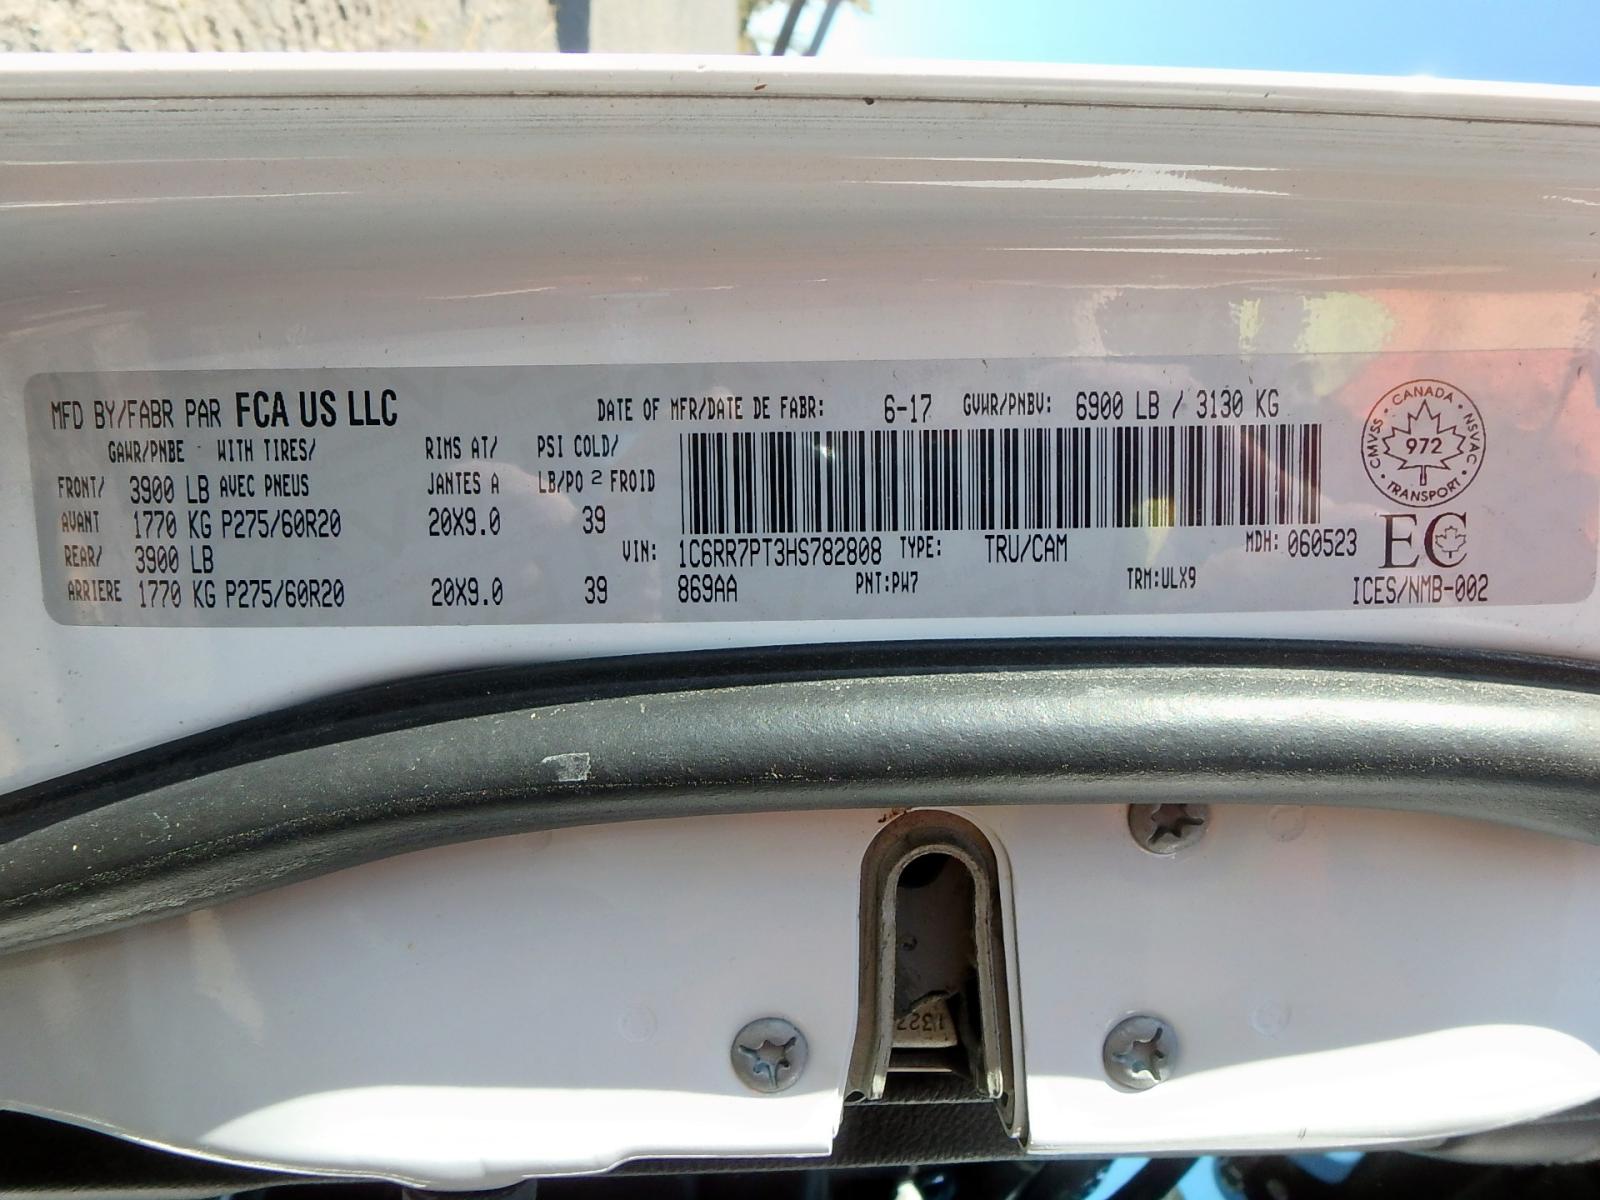 MFD BY/FABR PAR FCA US LLC
DATE OF MFR/DATE DE FABR: 6-17 GVWR/PNBV: 6900 LB / 3130 KG
GAWR/PNBE WITH TIRES/ RIMS AT/ PSI COLD/
FRONT/ 3900 LB AVEC PNEUS JANTES A LB/PO 2 FROID
AVANT 1770 KG P275/60R20 20X9.0 39
REAR/ 3900 LB
ARRIERE 1770 KG P275/60R20 20X9.0 39
VIN: 1C6RR7PT3HS782808 TYPE: TRU/CAM MDH: 060523
869AA PNT:PW7 TRM:ULX9
CANADA
CMVSS 972 NSVAC
TRANSPORT
EC
ICES/NMB-002